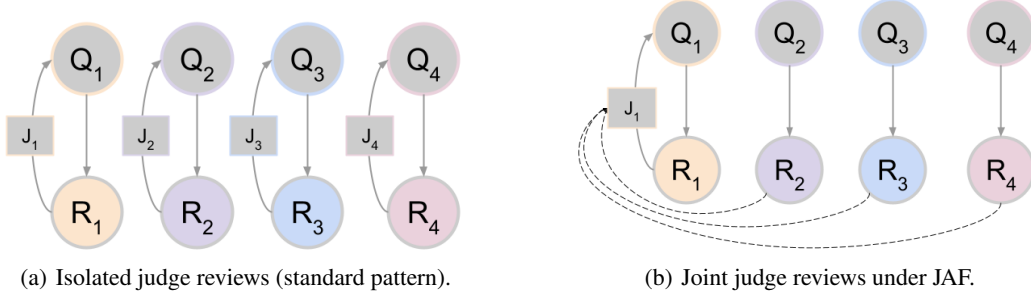 Q1 Q2 Q3 Q4
J1 J2 J3 J4
R1 R2 R3 R4
(a) Isolated judge reviews (standard pattern).
Q1 Q2 Q3 Q4
J1
R1 R2 R3 R4
(b) Joint judge reviews under JAF.